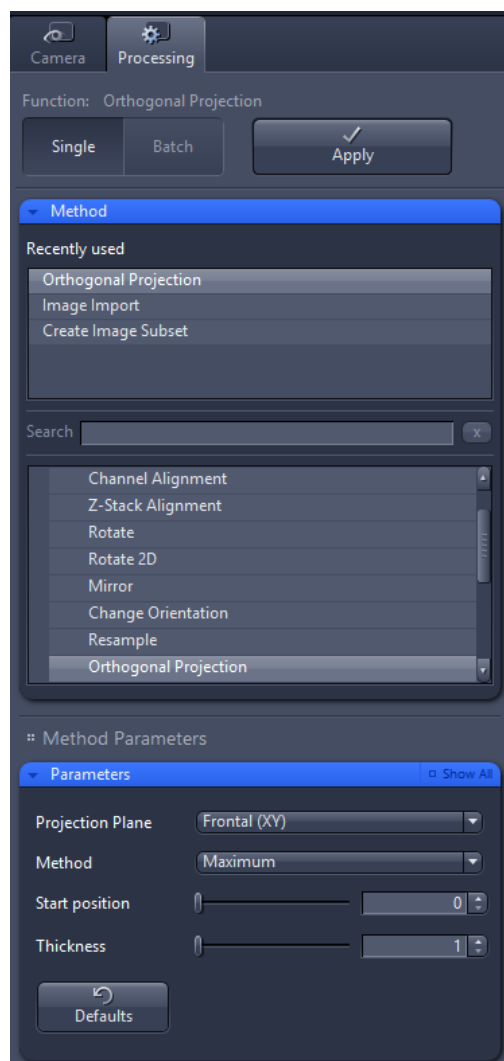 Camera Processing
Function: Orthogonal Projection
Single Batch Apply
Method
Recently used
Orthogonal Projection
Image Import
Create Image Subset
Search x
Channel Alignment
Z-Stack Alignment
Rotate
Rotate 2D
Mirror
Change Orientation
Resample
Orthogonal Projection
Method Parameters
Parameters Show All
Projection Plane Frontal (XY)
Method Maximum
Start position 0
Thickness 1
Defaults